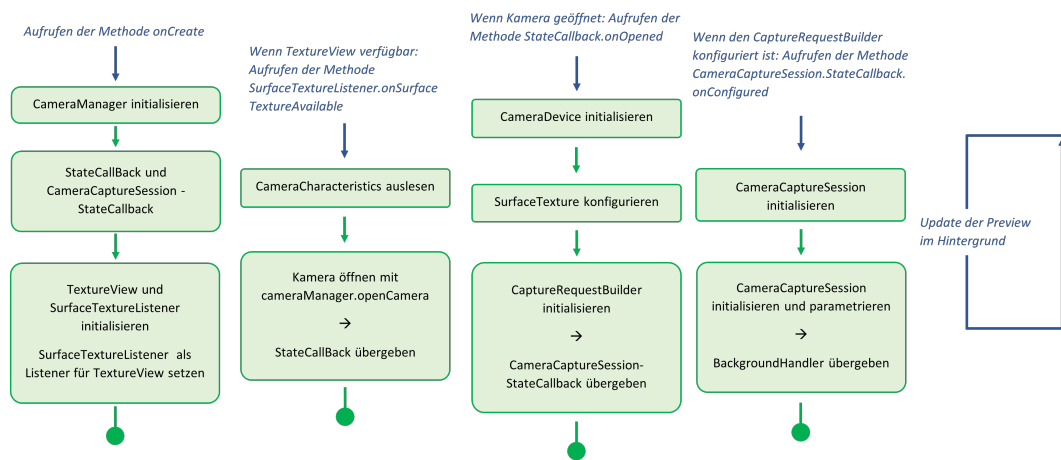 Aufrufen der Methode onCreate
CameraManager initialisieren
StateCallBack und
CameraCaptureSession -
StateCallback
TextureView und
SurfaceTextureListener
initialisieren
SurfaceTextureListener als
Listener für TextureView setzen
Wenn TextureView verfügbar:
Aufrufen der Methode
SurfaceTextureListener.onSurface
TextureAvailable
CameraCharacteristics auslesen
Kamera öffnen mit
cameraManager.openCamera
→
StateCallBack übergeben
Wenn Kamera geöffnet: Aufrufen der
Methode StateCallback.onOpened
CameraDevice initialisieren
SurfaceTexture konfigurieren
CaptureRequestBuilder
initialisieren
→
CameraCaptureSession-
StateCallback übergeben
Wenn den CaptureRequestBuilder
konfiguriert ist: Aufrufen der Methode
CameraCaptureSession.StateCallback.
onConfigured
CameraCaptureSession
initialisieren
CameraCaptureSession
initialisieren und parametrieren
→
BackgroundHandler übergeben
Update der Preview
im Hintergrund